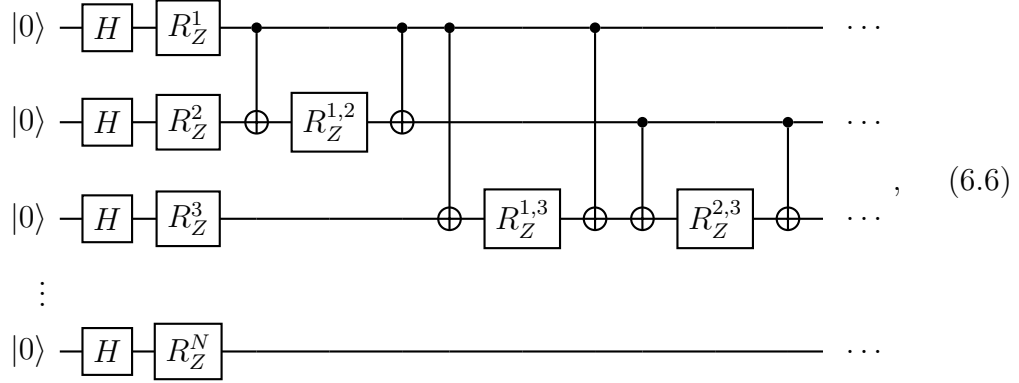 |0⟩ H R_Z^1 ···
|0⟩ H R_Z^2 R_Z^{1,2} ···
, (6.6)
|0⟩ H R_Z^3 R_Z^{1,3} R_Z^{2,3} ···
⋮
|0⟩ H R_Z^N ···